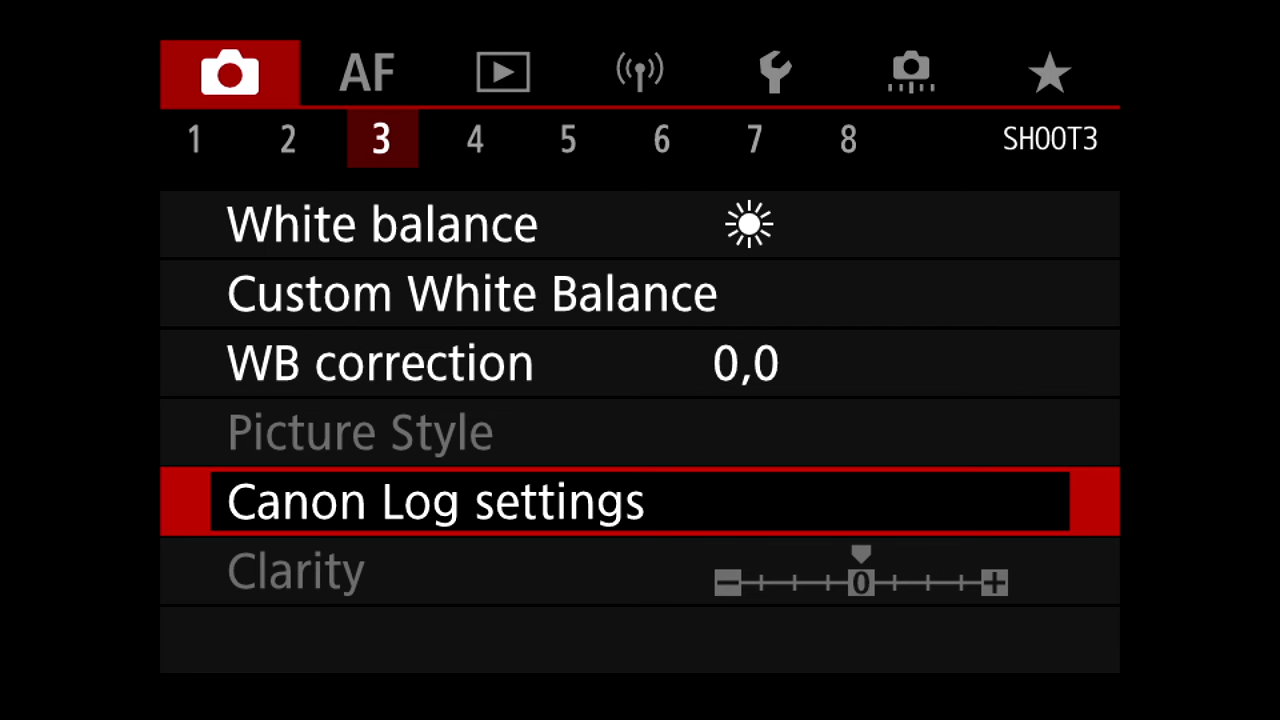 AF
1 2 3 4 5 6 7 8 SHOOT3
White balance
Custom White Balance
WB correction 0,0
Picture Style
Canon Log settings
Clarity − 0 +